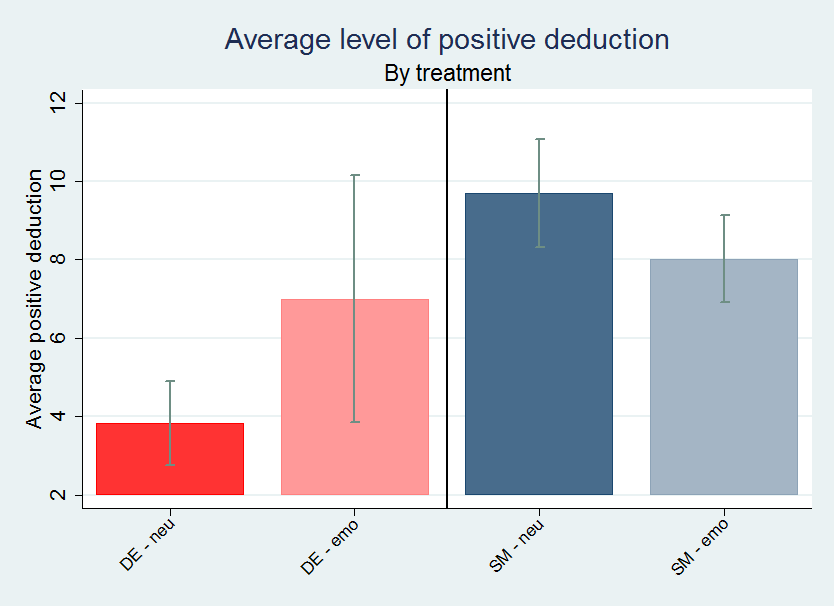 Average level of positive deduction
By treatment
Average positive deduction
12
10
8
6
4
2
DE - neu
DE - emo
SM - neu
SM - emo